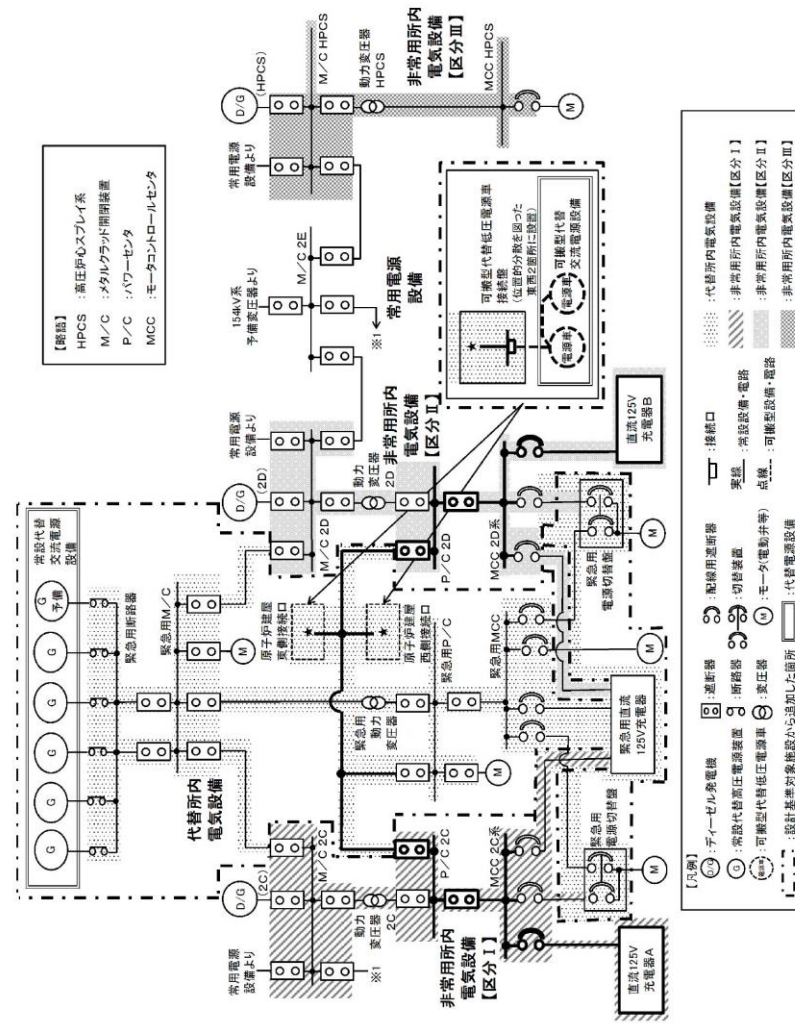 【略語】
HPCS ：高圧炉心スプレイ系
M／C ：メタルクラッド開閉装置
P／C ：パワーセンタ
MCC ：モータコントロールセンタ
常設代替
交流電源
設備
G
G
G
G
G
G
予備
緊急用断路器
緊急用M／C
M
代替所内
電気設備
常用電源
設備より
D/G
(2C)
M／C 2C
※1
動力
変圧器
2C
P／C 2C
非常用所内
電気設備
【区分Ⅰ】
MCC 2C系
直流125V
充電器A
緊急用
電源切替盤
M
緊急用
動力
変圧器
緊急用P／C
M
緊急用MCC
M
緊急用直流
125V充電器
原子炉建屋
東側接続口
原子炉建屋
西側接続口
D/G
(2D)
常用電源
設備より
M／C 2D
動力
変圧器
2D
非常用所内
電気設備
【区分Ⅱ】
P／C 2D
MCC 2D系
緊急用
電源切替盤
M
直流125V
充電器B
154kV系
予備変圧器より
M／C 2E
※1
常用電源
設備
可搬型代替低圧電源車
接続盤
(位置的分散を図った
東西2箇所に設置)
電源車
電源車
可搬型代替
交流電源設備
常用電源
設備より
D/G
(HPCS)
M／C HPCS
動力変圧器
HPCS
非常用所内
電気設備
【区分Ⅲ】
MCC HPCS
M
【凡例】
D/G ：ディーゼル発電機
G ：常設代替高圧電源装置
電源車 ：可搬型代替低圧電源車
：設計基準対象施設から追加した箇所
：遮断器
：断路器
：変圧器
：代替電源設備
：配線用遮断器
：切替装置
M ：モータ(電動弁等)
：接続口
実線 ：常設設備・電路
点線 ：可搬型設備・電路
：代替所内電気設備
：非常用所内電気設備【区分Ⅰ】
：非常用所内電気設備【区分Ⅱ】
：非常用所内電気設備【区分Ⅲ】